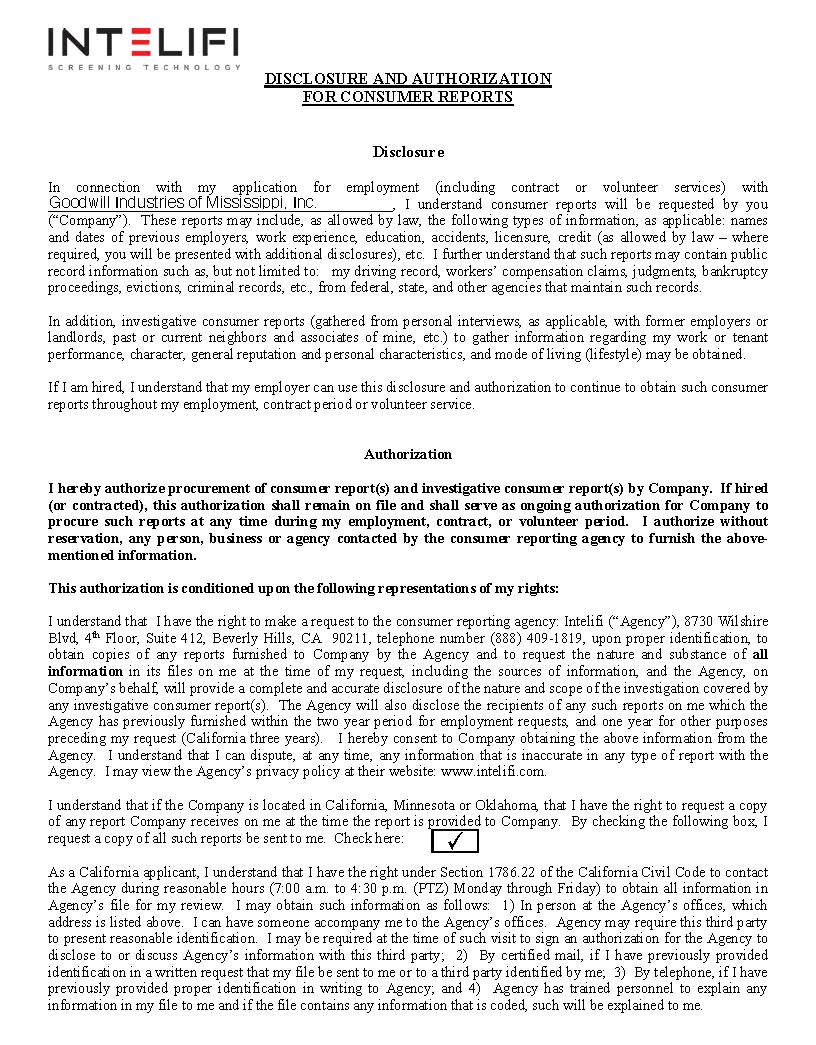 INTELIFI
SCREENING TECHNOLOGY
DISCLOSURE AND AUTHORIZATION
FOR CONSUMER REPORTS
Disclosure
In connection with my application for employment (including contract or volunteer services) with
Goodwill Industries of Mississippi, Inc.__________, I understand consumer reports will be requested by you
(“Company”). These reports may include, as allowed by law, the following types of information, as applicable: names
and dates of previous employers, work experience, education, accidents, licensure, credit (as allowed by law – where
required, you will be presented with additional disclosures), etc. I further understand that such reports may contain public
record information such as, but not limited to: my driving record, workers’ compensation claims, judgments, bankruptcy
proceedings, evictions, criminal records, etc., from federal, state, and other agencies that maintain such records.
In addition, investigative consumer reports (gathered from personal interviews, as applicable, with former employers or
landlords, past or current neighbors and associates of mine, etc.) to gather information regarding my work or tenant
performance, character, general reputation and personal characteristics, and mode of living (lifestyle) may be obtained.
If I am hired, I understand that my employer can use this disclosure and authorization to continue to obtain such consumer
reports throughout my employment, contract period or volunteer service.
Authorization
I hereby authorize procurement of consumer report(s) and investigative consumer report(s) by Company. If hired
(or contracted), this authorization shall remain on file and shall serve as ongoing authorization for Company to
procure such reports at any time during my employment, contract, or volunteer period. I authorize without
reservation, any person, business or agency contacted by the consumer reporting agency to furnish the above-
mentioned information.
This authorization is conditioned upon the following representations of my rights:
I understand that I have the right to make a request to the consumer reporting agency: Intelifi (“Agency”), 8730 Wilshire
Blvd, 4th Floor, Suite 412, Beverly Hills, CA 90211, telephone number (888) 409-1819, upon proper identification, to
obtain copies of any reports furnished to Company by the Agency and to request the nature and substance of all
information in its files on me at the time of my request, including the sources of information, and the Agency, on
Company’s behalf, will provide a complete and accurate disclosure of the nature and scope of the investigation covered by
any investigative consumer report(s). The Agency will also disclose the recipients of any such reports on me which the
Agency has previously furnished within the two year period for employment requests, and one year for other purposes
preceding my request (California three years). I hereby consent to Company obtaining the above information from the
Agency. I understand that I can dispute, at any time, any information that is inaccurate in any type of report with the
Agency. I may view the Agency’s privacy policy at their website: www.intelifi.com.
I understand that if the Company is located in California, Minnesota or Oklahoma, that I have the right to request a copy
of any report Company receives on me at the time the report is provided to Company. By checking the following box, I
request a copy of all such reports be sent to me. Check here: ✓
As a California applicant, I understand that I have the right under Section 1786.22 of the California Civil Code to contact
the Agency during reasonable hours (7:00 a.m. to 4:30 p.m. (PTZ) Monday through Friday) to obtain all information in
Agency’s file for my review. I may obtain such information as follows: 1) In person at the Agency’s offices, which
address is listed above. I can have someone accompany me to the Agency’s offices. Agency may require this third party
to present reasonable identification. I may be required at the time of such visit to sign an authorization for the Agency to
disclose to or discuss Agency’s information with this third party; 2) By certified mail, if I have previously provided
identification in a written request that my file be sent to me or to a third party identified by me; 3) By telephone, if I have
previously provided proper identification in writing to Agency; and 4) Agency has trained personnel to explain any
information in my file to me and if the file contains any information that is coded, such will be explained to me.